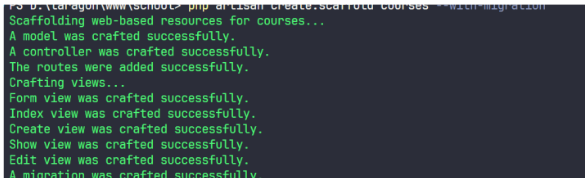 PS D:\laragon\www\school> php artisan create:scaffold courses --with-migration
Scaffolding web-based resources for courses...
A model was crafted successfully.
A controller was crafted successfully.
The routes were added successfully.
Crafting views...
Form view was crafted successfully.
Index view was crafted successfully.
Create view was crafted successfully.
Show view was crafted successfully.
Edit view was crafted successfully.
A migration was crafted successfully